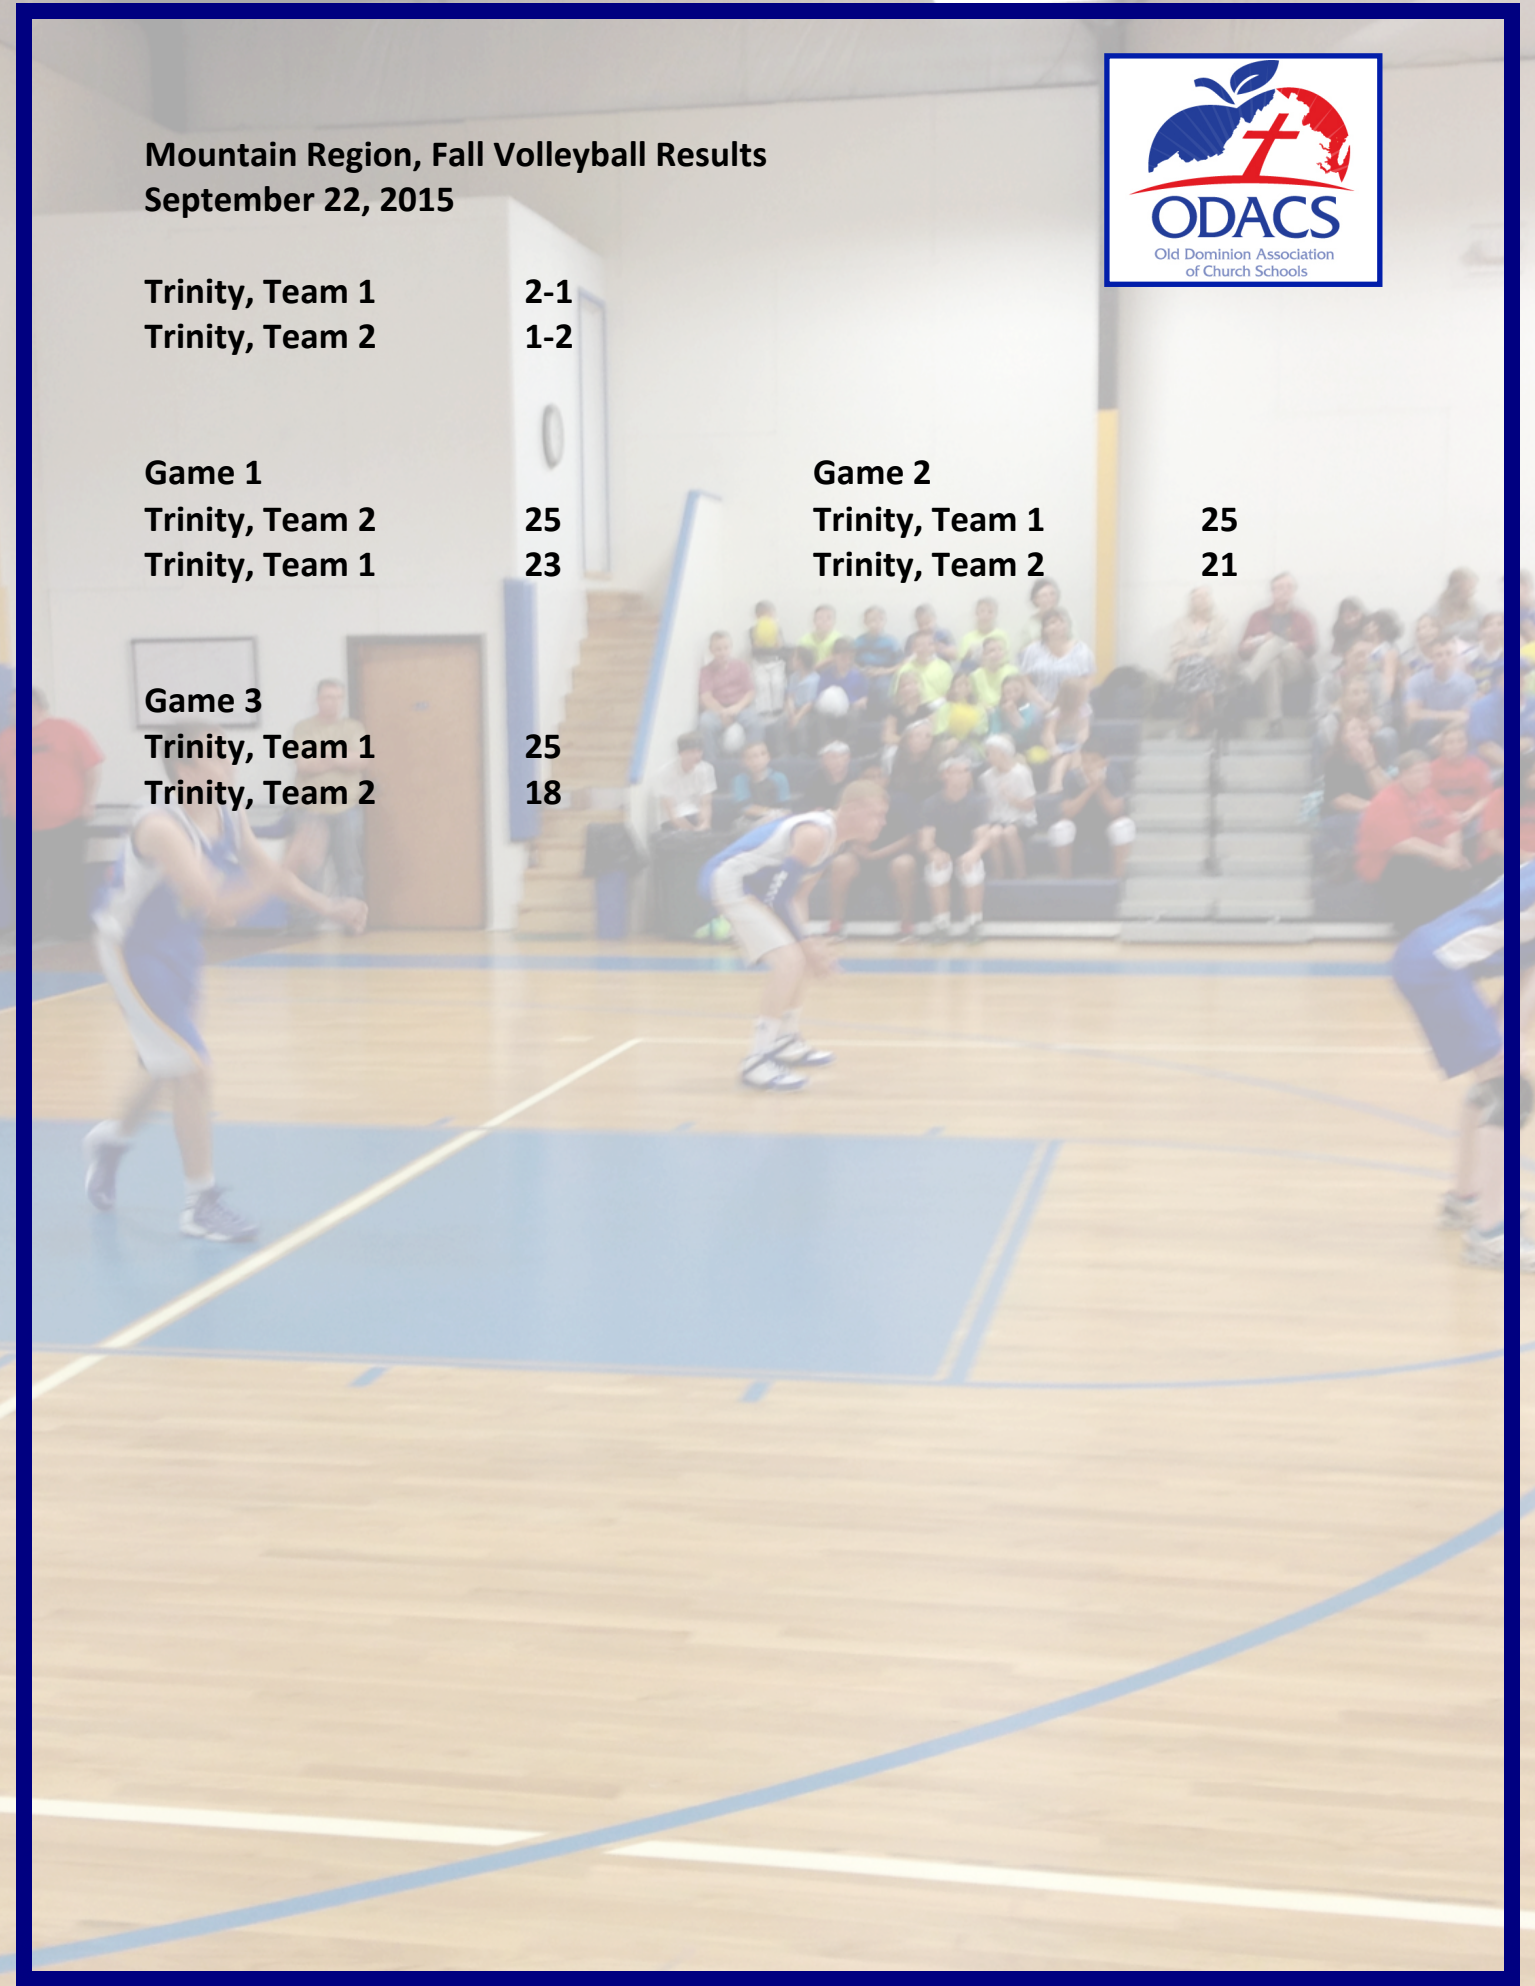 Mountain Region, Fall Volleyball Results
September 22, 2015
ODACS
Old Dominion Association
of Church Schools
Trinity, Team 1 2-1
Trinity, Team 2 1-2
Game 1
Trinity, Team 2 25
Trinity, Team 1 23
Game 2
Trinity, Team 1 25
Trinity, Team 2 21
Game 3
Trinity, Team 1 25
Trinity, Team 2 18